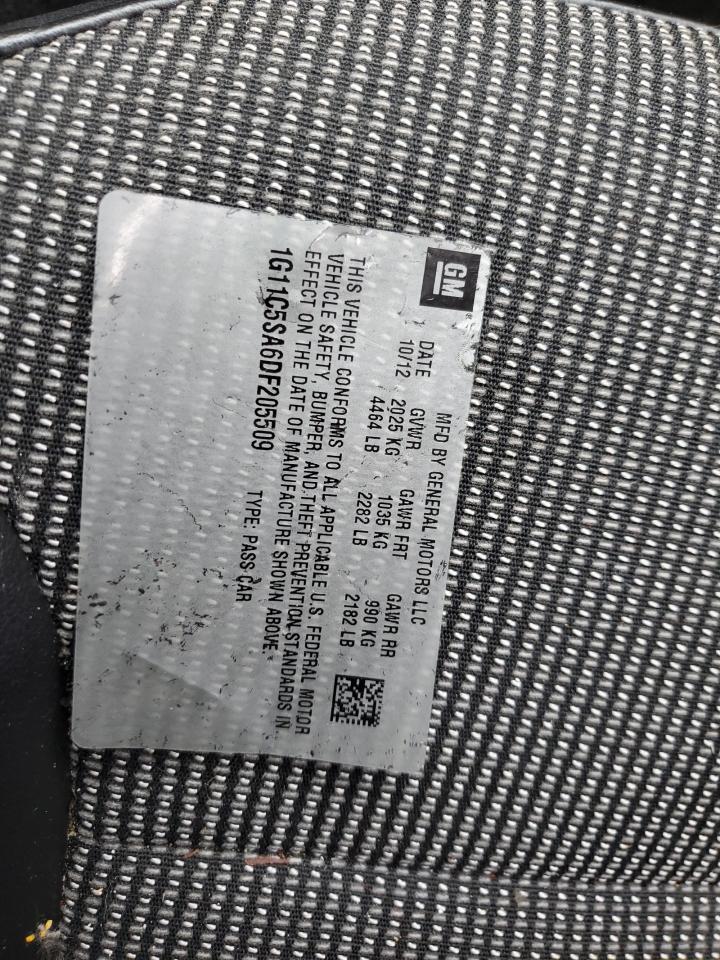 GM
MFD BY GENERAL MOTORS LLC
DATE GVWR GAWR FRT GAWR RR
10/12 2025 KG 1035 KG 990 KG
4464 LB 2282 LB 2182 LB
THIS VEHICLE CONFORMS TO ALL APPLICABLE U.S. FEDERAL MOTOR
VEHICLE SAFETY, BUMPER, AND THEFT PREVENTION STANDARDS IN
EFFECT ON THE DATE OF MANUFACTURE SHOWN ABOVE.
1G11C5SA6DF205509 TYPE: PASS CAR